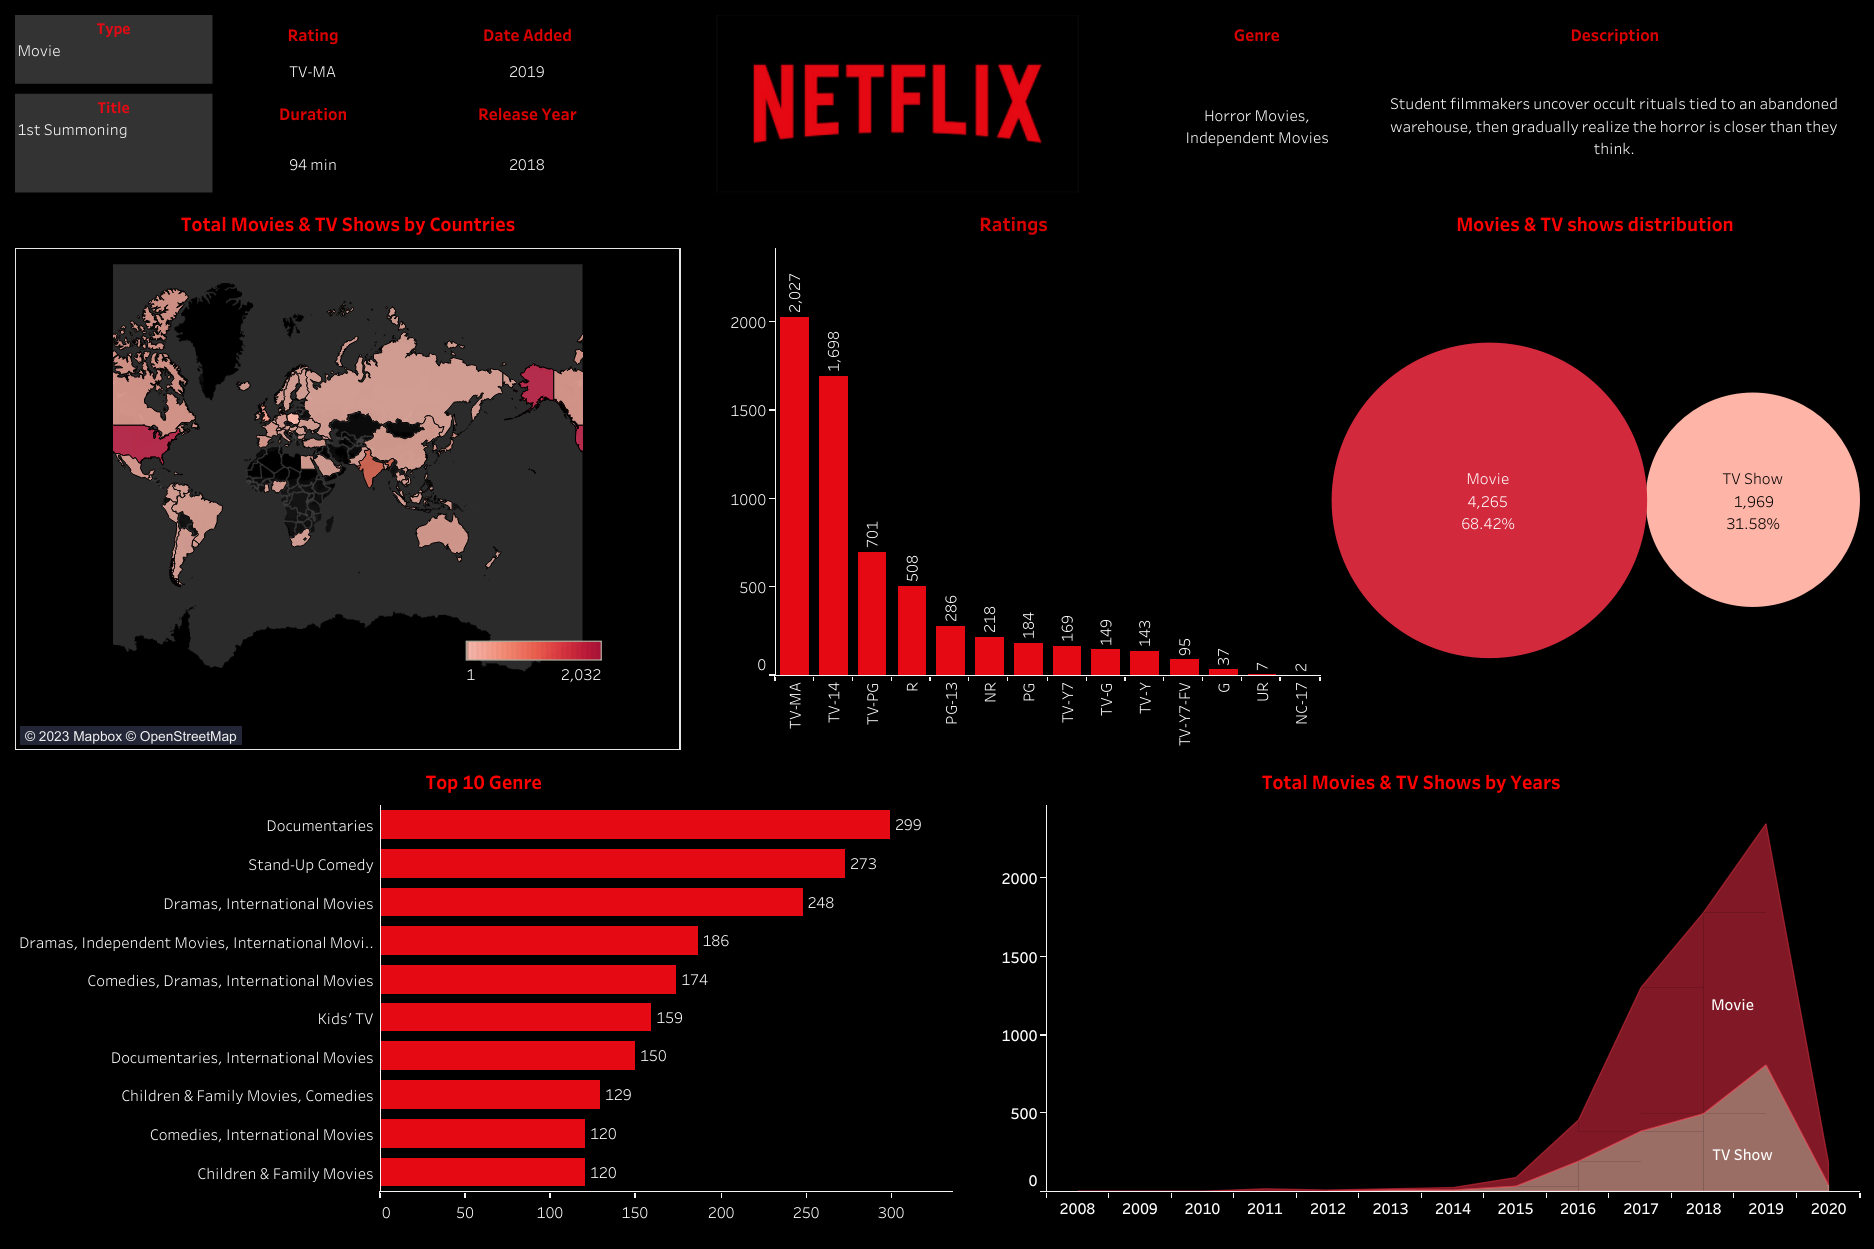 Type
Movie
Title
1st Summoning
Rating
TV-MA
Duration
94 min
Date Added
2019
Release Year
2018
NETFLIX
Genre
Horror Movies,
Independent Movies
Description
Student filmmakers uncover occult rituals tied to an abandoned
warehouse, then gradually realize the horror is closer than they
think.
Total Movies & TV Shows by Countries
1
2,032
© 2023 Mapbox © OpenStreetMap
Ratings
2000
1500
1000
500
0
2,027
1,698
701
508
286
218
184
169
149
143
95
37
7
2
TV-MA
TV-14
TV-PG
R
PG-13
NR
PG
TV-Y7
TV-G
TV-Y
TV-Y7-FV
G
UR
NC-17
Movies & TV shows distribution
Movie
4,265
68.42%
TV Show
1,969
31.58%
Top 10 Genre
Documentaries 299
Stand-Up Comedy 273
Dramas, International Movies 248
Dramas, Independent Movies, International Movi.. 186
Comedies, Dramas, International Movies 174
Kids' TV 159
Documentaries, International Movies 150
Children & Family Movies, Comedies 129
Comedies, International Movies 120
Children & Family Movies 120
0 50 100 150 200 250 300
Total Movies & TV Shows by Years
2000
1500
1000
500
0
Movie
TV Show
2008 2009 2010 2011 2012 2013 2014 2015 2016 2017 2018 2019 2020